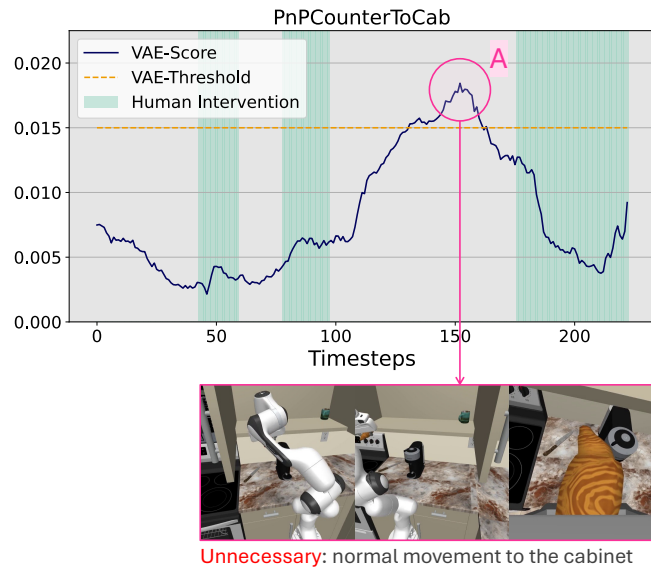 PnPCounterToCab
VAE-Score
VAE-Threshold
Human Intervention
A
0.020
0.015
0.010
0.005
0.000
0
50
100
150
200
Timesteps
Unnecessary: normal movement to the cabinet